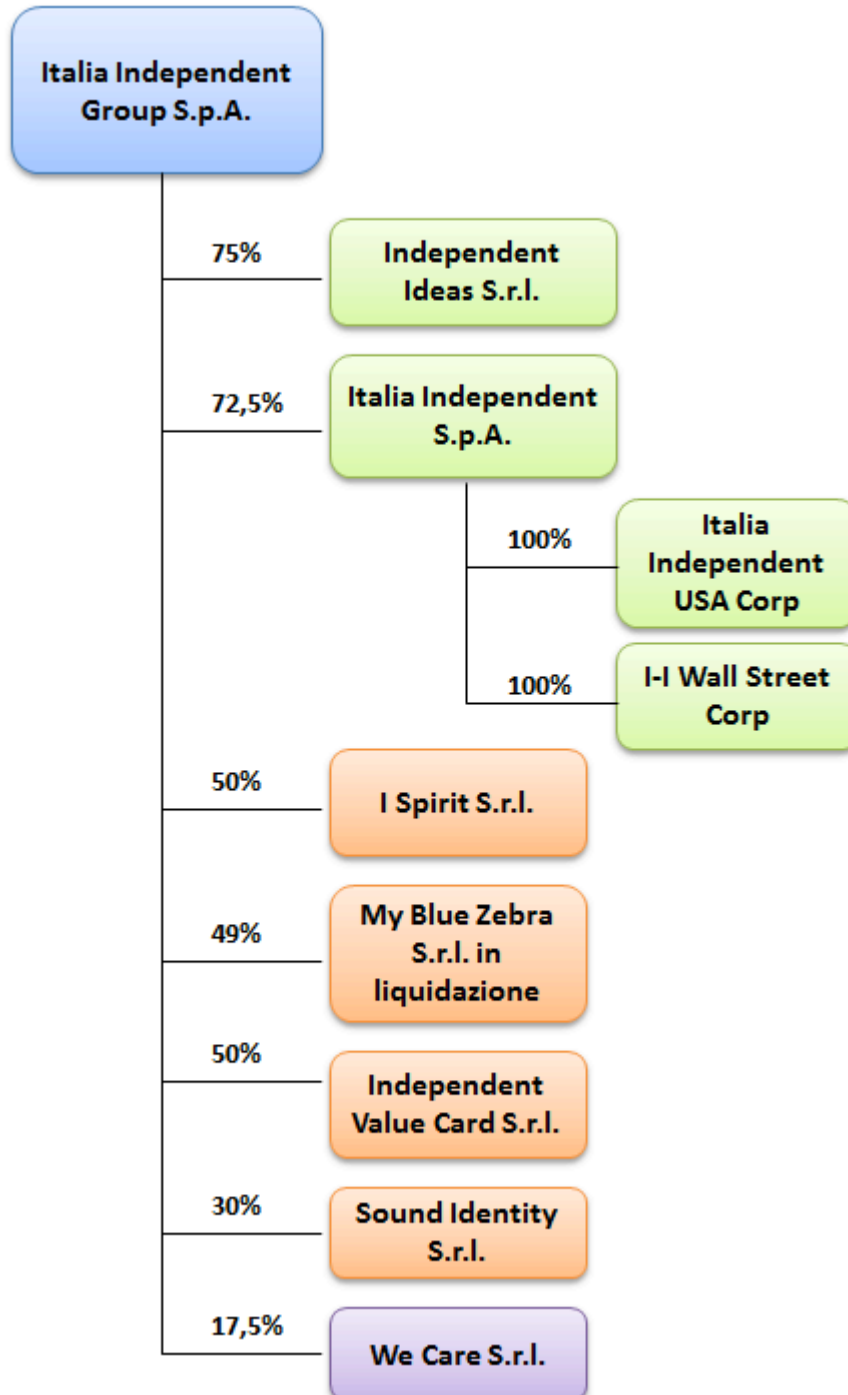 Italia Independent
Group S.p.A.
75%
Independent
Ideas S.r.l.
72,5%
Italia Independent
S.p.A.
100%
Italia
Independent
USA Corp
100%
I-I Wall Street
Corp
50%
I Spirit S.r.l.
49%
My Blue Zebra
S.r.l. in
liquidazione
50%
Independent
Value Card S.r.l.
30%
Sound Identity
S.r.l.
17,5%
We Care S.r.l.